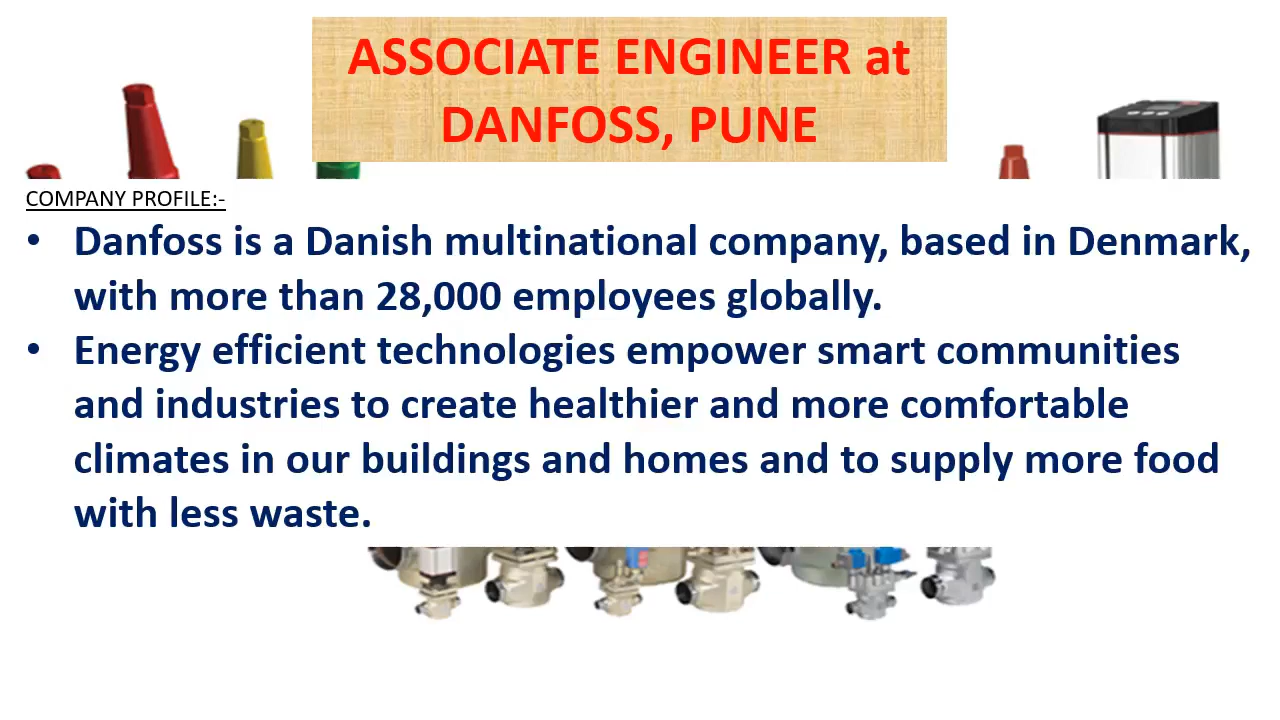 ASSOCIATE ENGINEER at
DANFOSS, PUNE
COMPANY PROFILE:-
• Danfoss is a Danish multinational company, based in Denmark,
with more than 28,000 employees globally.
• Energy efficient technologies empower smart communities
and industries to create healthier and more comfortable
climates in our buildings and homes and to supply more food
with less waste.